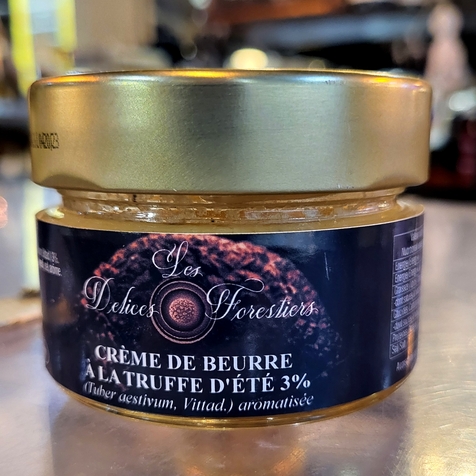 Les
Delices Forestiers
CRÈME DE BEURRE
À LA TRUFFE D'ÉTÉ 3%
(Tuber aestivum, Vittad.) aromatisée